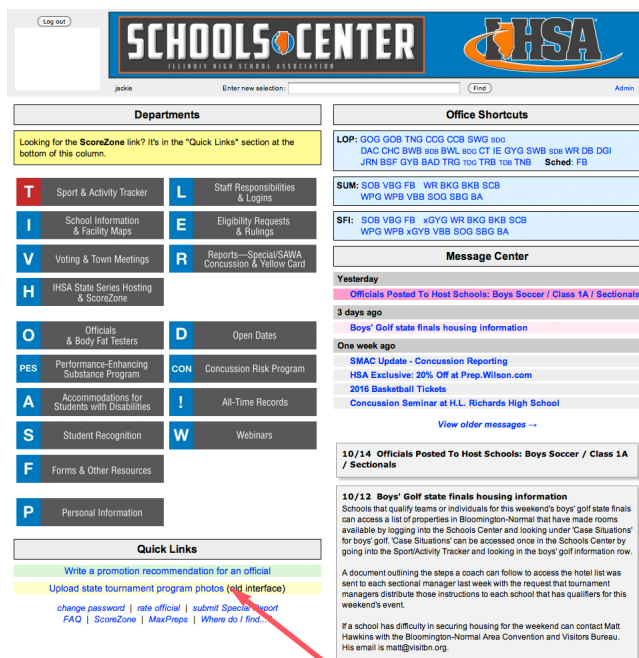 Log out
SCHOOLS CENTER
ILLINOIS HIGH SCHOOL ASSOCIATION
IHSA
jackie
Enter new selection:
Find
Admin
Departments
Looking for the ScoreZone link? It's in the "Quick Links" section at the
bottom of this column.
T Sport & Activity Tracker
L Staff Responsibilities
& Logins
I School Information
& Facility Maps
E Eligibility Requests
& Rulings
V Voting & Town Meetings
R Reports—Special/SAWA
Concussion & Yellow Card
H IHSA State Series Hosting
& ScoreZone
O Officials
& Body Fat Testers
D Open Dates
PES Performance-Enhancing
Substance Program
CON Concussion Risk Program
A Accommodations for
Students with Disabilities
! All-Time Records
S Student Recognition
W Webinars
F Forms & Other Resources
P Personal Information
Quick Links
Write a promotion recommendation for an official
Upload state tournament program photos (old interface)
change password | rate official | submit Special Report
FAQ | ScoreZone | MaxPreps | Where do I find...?
Office Shortcuts
LOP: GOG GOB TNG CCG CCB SWG SDG
DAC CHC BWB BDB BWL BDG CT IE GYG SWB SDB WR DB DGI
JRN BSF GYB BAD TRG TDG TRB TDB TNB Sched: FB
SUM: SOB VBG FB WR BKG BKB SCB
WPG WPB VBB SOG SBG BA
SFI: SOB VBG FB xGYG WR BKG BKB SCB
WPG WPB xGYB VBB SOG SBG BA
Message Center
Yesterday
Officials Posted To Host Schools: Boys Soccer / Class 1A / Sectionals
3 days ago
Boys' Golf state finals housing information
One week ago
SMAC Update - Concussion Reporting
HSA Exclusive: 20% Off at Prep.Wilson.com
2016 Basketball Tickets
Concussion Seminar at H.L. Richards High School
View older messages →
10/14 Officials Posted To Host Schools: Boys Soccer / Class 1A
/ Sectionals
10/12 Boys' Golf state finals housing information
Schools that qualify teams or individuals for this weekend's boys' golf state finals
can access a list of properties in Bloomington-Normal that have made rooms
available by logging into the Schools Center and looking under 'Case Situations'
for boys' golf. 'Case Situations' can be accessed once in the Schools Center by
going into the Sport/Activity Tracker and looking in the boys' golf information row.
A document outlining the steps a coach can follow to access the hotel list was
sent to each sectional manager last week with the request that tournament
managers distribute those instructions to each school that has qualifiers for this
weekend's event.
If a school has difficulty in securing housing for the weekend can contact Matt
Hawkins with the Bloomington-Normal Area Convention and Visitors Bureau.
His email is matt@visitbn.org.